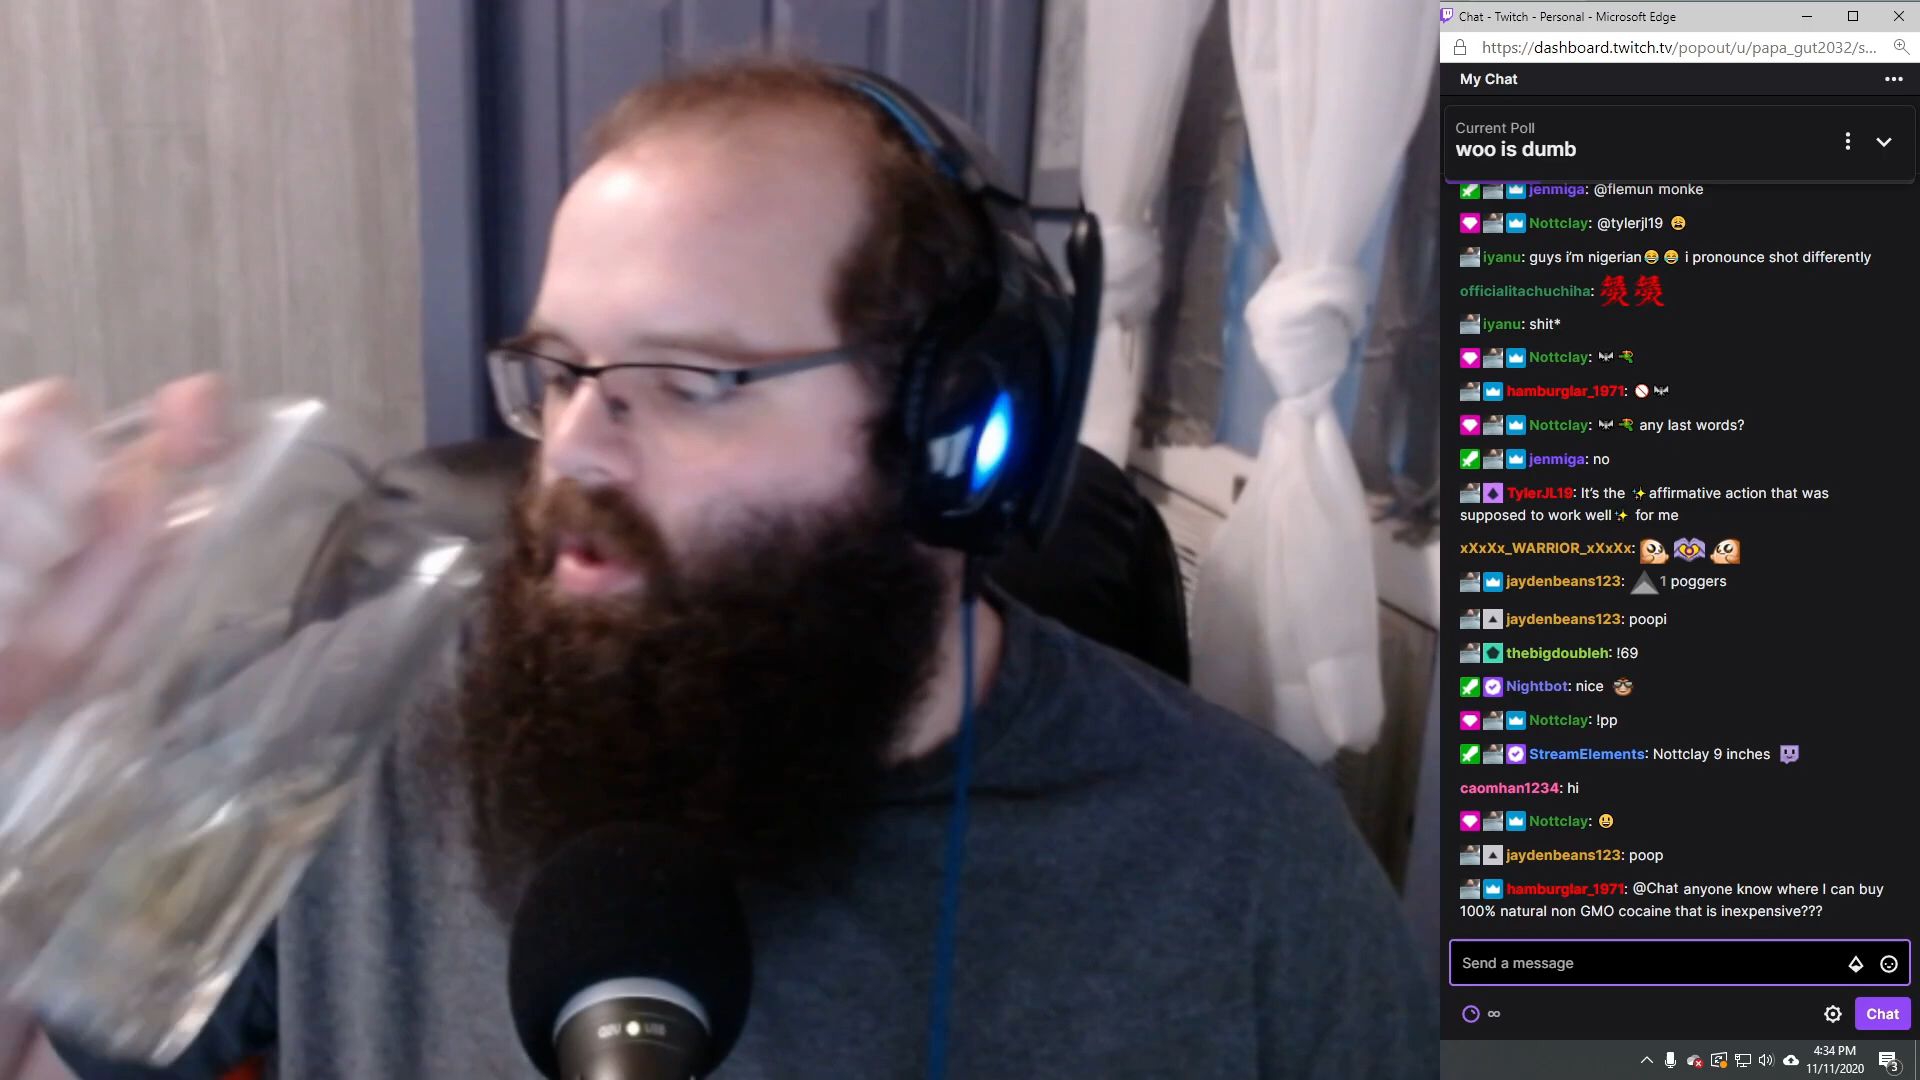 Chat - Twitch - Personal - Microsoft Edge
https://dashboard.twitch.tv/popout/u/papa_gut2032/s...
My Chat
Current Poll
woo is dumb
jenmiga: @flemun monke
Nottclay: @tylerjl19 😩
iyanu: guys i'm nigerian😂 😂 i pronounce shot differently
officialitachuchiha:
iyanu: shit*
Nottclay:
hamburglar_1971:
Nottclay: any last words?
jenmiga: no
TylerJL19: It's the ✨affirmative action that was
supposed to work well✨ for me
xXxXx_WARRIOR_xXxXx:
jaydenbeans123: 1 poggers
jaydenbeans123: poopi
thebigdoubleh: !69
Nightbot: nice
Nottclay: !pp
StreamElements: Nottclay 9 inches
caomhan1234: hi
Nottclay: 😃
jaydenbeans123: poop
hamburglar_1971: @Chat anyone know where I can buy
100% natural non GMO cocaine that is inexpensive???
Send a message
∞
Chat
4:34 PM
11/11/2020
3